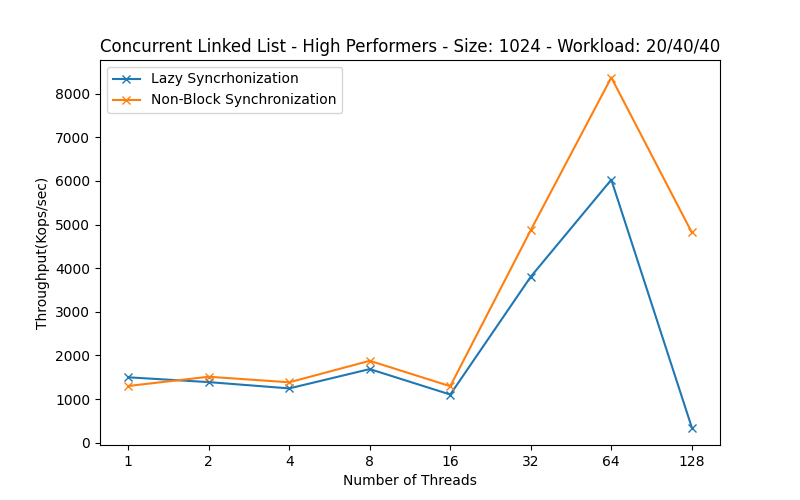 Concurrent Linked List - High Performers - Size: 1024 - Workload: 20/40/40
Lazy Syncrhonization
Non-Block Synchronization
Throughput(Kops/sec)
8000
7000
6000
5000
4000
3000
2000
1000
0
1 2 4 8 16 32 64 128
Number of Threads